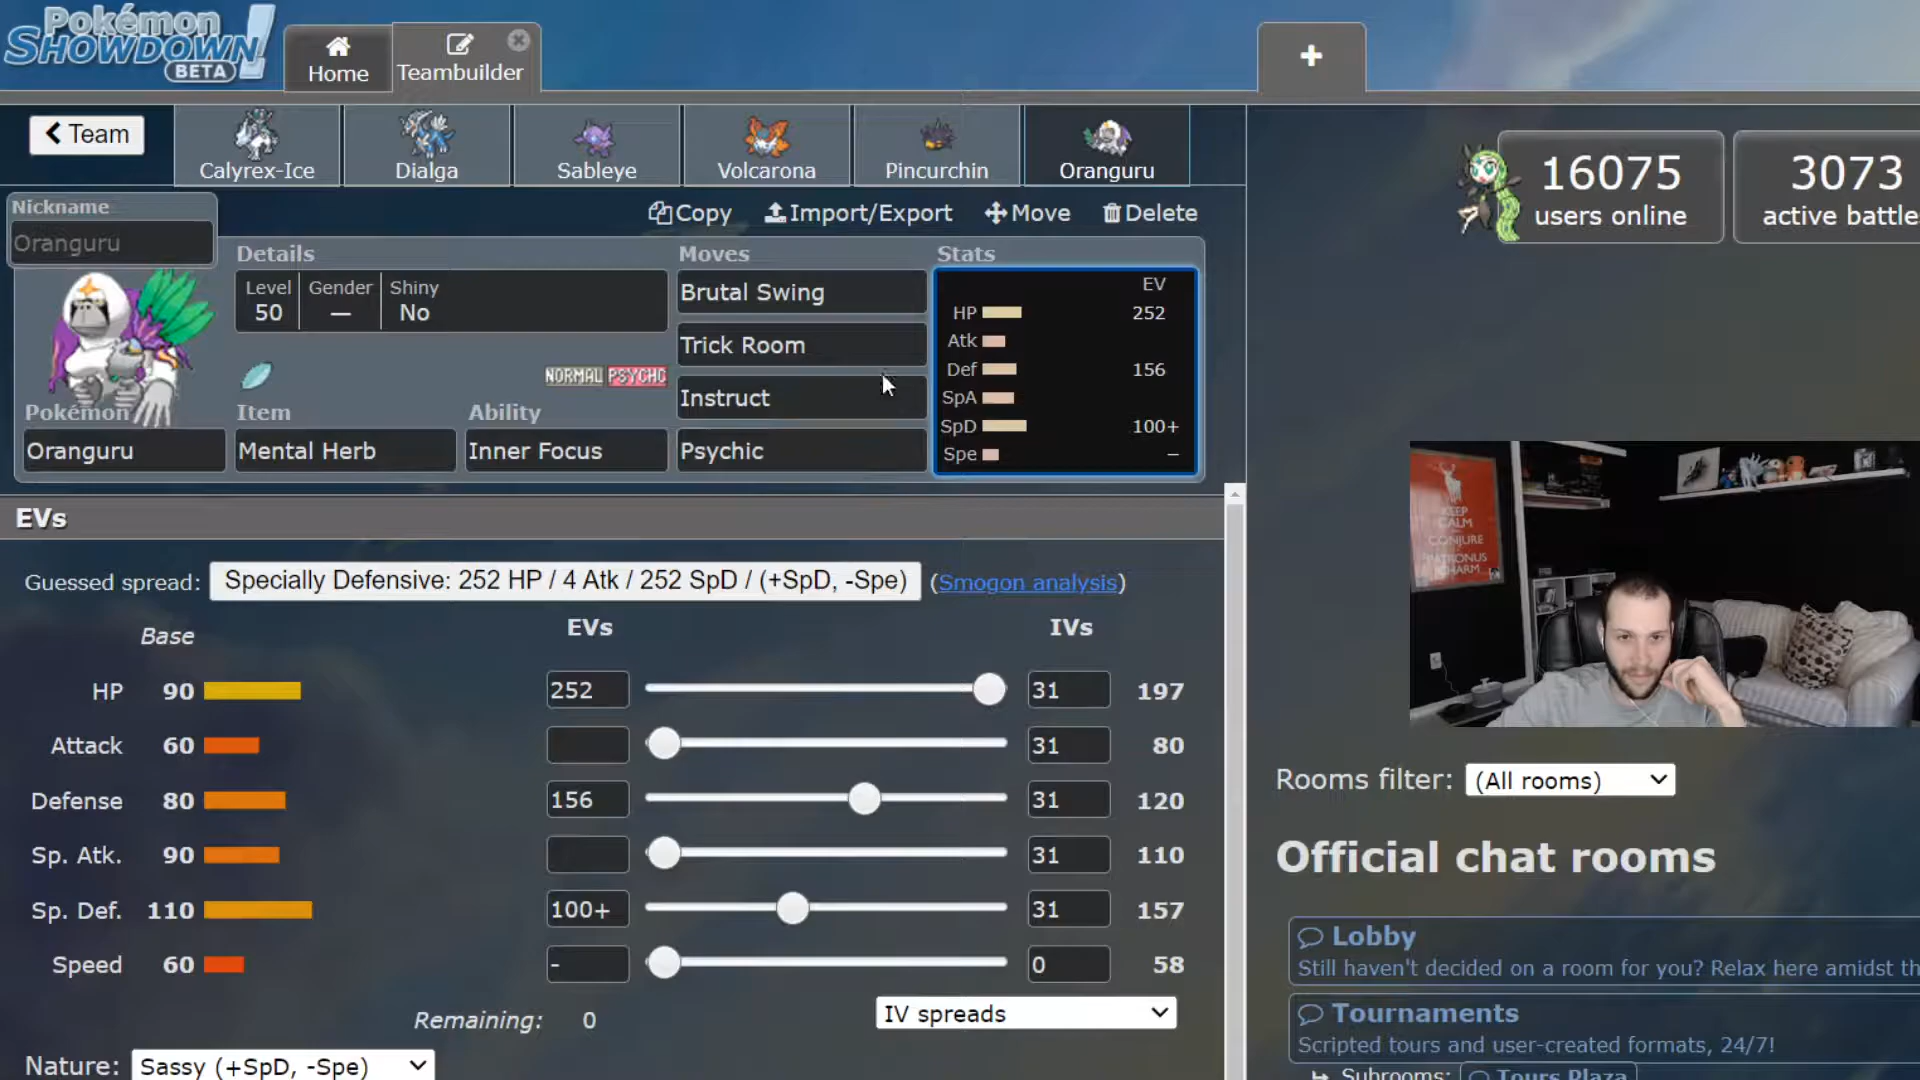 Pokémon
SHOWDOWN!
BETA
Home
Teambuilder
Team
Calyrex-Ice
Dialga
Sableye
Volcarona
Pincurchin
Oranguru
16075
users online
3073
active battle
Nickname
Oranguru
Copy
Import/Export
Move
Delete
Details
Level
50
Gender
—
Shiny
No
NORMAL PSYCHC
Pokémon
Oranguru
Item
Mental Herb
Ability
Inner Focus
Moves
Brutal Swing
Trick Room
Instruct
Psychic
Stats
EV
HP 252
Atk
Def 156
SpA
SpD 100+
Spe −
EVs
Guessed spread: Specially Defensive: 252 HP / 4 Atk / 252 SpD / (+SpD, -Spe) (Smogon analysis)
Base EVs IVs
HP 90 252 31 197
Attack 60 31 80
Defense 80 156 31 120
Sp. Atk. 90 31 110
Sp. Def. 110 100+ 31 157
Speed 60 - 0 58
Remaining: 0
IV spreads
Nature: Sassy (+SpD, -Spe)
KEEP
CALM
CONJURE
PATRONUS
CHARM
Rooms filter: (All rooms)
Official chat rooms
Lobby
Still haven't decided on a room for you? Relax here amidst th
Tournaments
Scripted tours and user-created formats, 24/7!
Subrooms: Tours Plaza